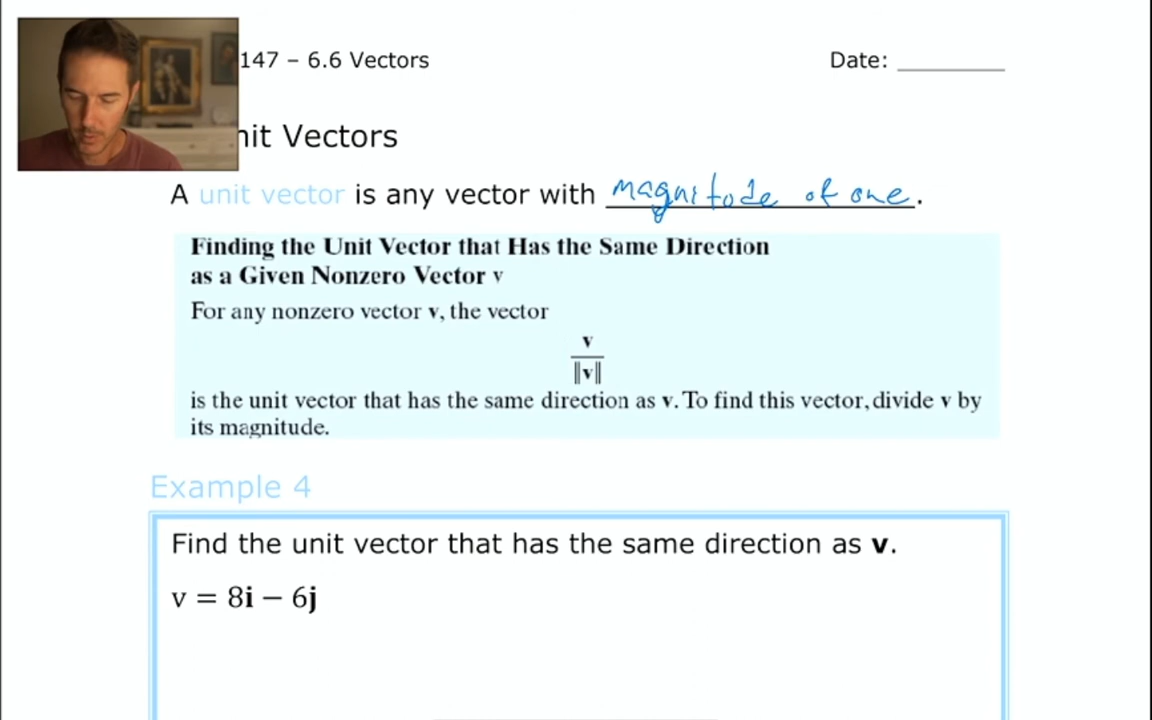 147 – 6.6 Vectors
Date: ________
nit Vectors
A unit vector is any vector with magnitude of one.
Finding the Unit Vector that Has the Same Direction
as a Given Nonzero Vector v
For any nonzero vector v, the vector
v
‖v‖
is the unit vector that has the same direction as v. To find this vector, divide v by
its magnitude.
Example 4
Find the unit vector that has the same direction as v.
v = 8i − 6j